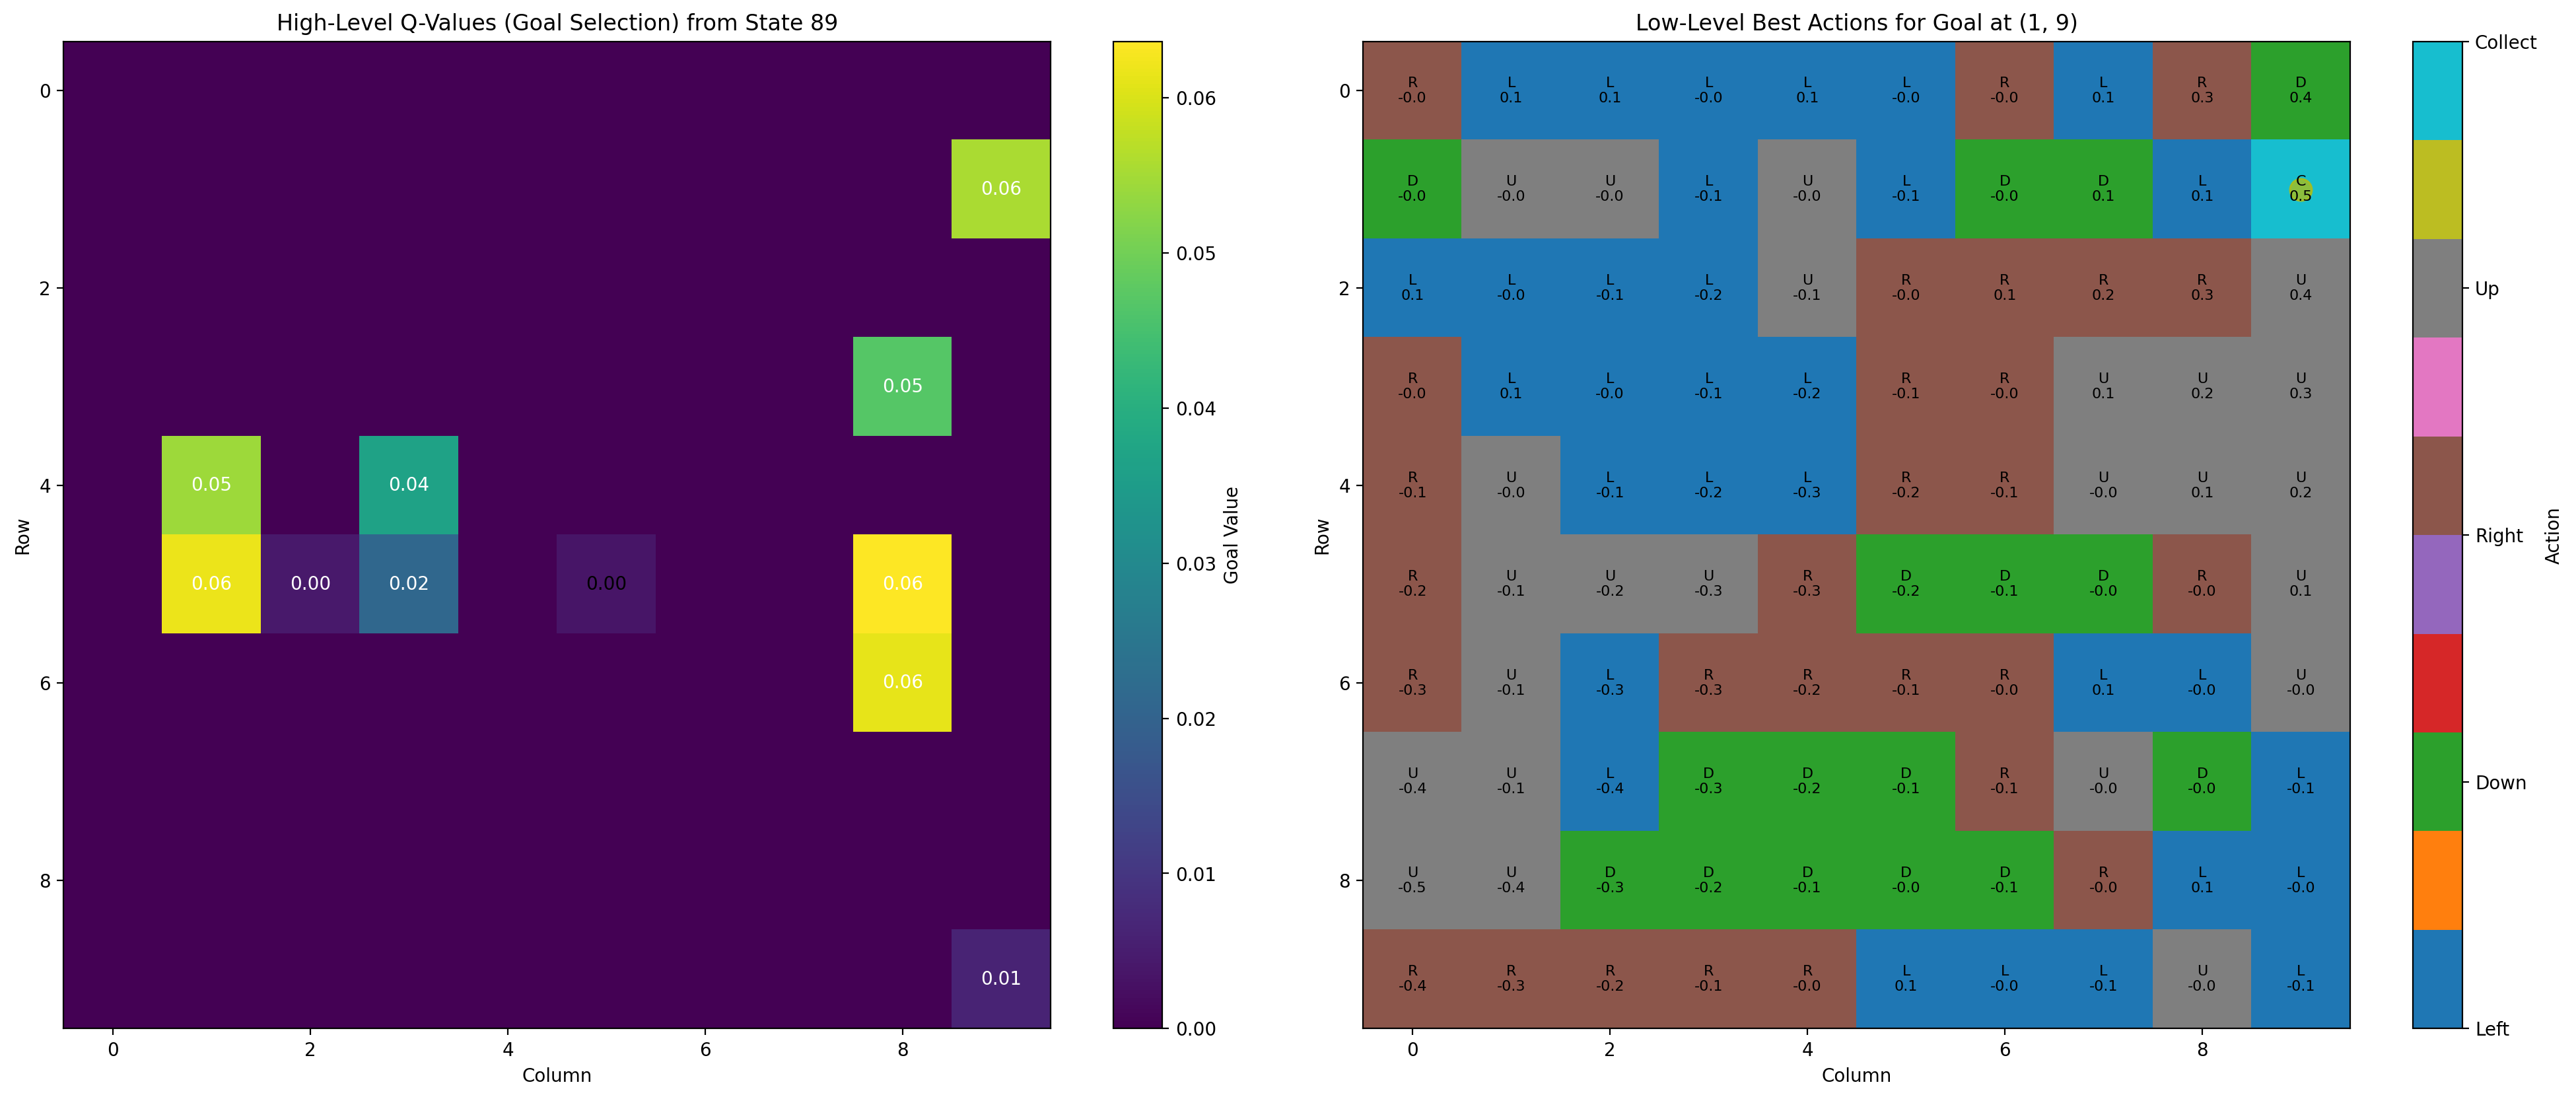 High-Level Q-Values (Goal Selection) from State 89
0
2
4
6
8
Row
0.06
0.05
0.05 0.04
0.06 0.00 0.02 0.00 0.06
0.06
0.01
0 2 4 6 8
Column
0.06
0.05
0.04
0.03
0.02
0.01
0.00
Goal Value
Low-Level Best Actions for Goal at (1, 9)
0
2
4
6
8
Row
R L L L L L R L R D
-0.0 0.1 0.1 -0.0 0.1 -0.0 -0.0 0.1 0.3 0.4
D U U L U L D D L C
-0.0 -0.0 -0.0 -0.1 -0.0 -0.1 -0.0 0.1 0.1 0.5
L L L L U R R R R U
0.1 -0.0 -0.1 -0.2 -0.1 -0.0 0.1 0.2 0.3 0.4
R L L L L R R U U U
-0.0 0.1 -0.0 -0.1 -0.2 -0.1 -0.0 0.1 0.2 0.3
R U L L L R R U U U
-0.1 -0.0 -0.1 -0.2 -0.3 -0.2 -0.1 -0.0 0.1 0.2
R U U U R D D D R U
-0.2 -0.1 -0.2 -0.3 -0.3 -0.2 -0.1 -0.0 -0.0 0.1
R U L R R R R L L U
-0.3 -0.1 -0.3 -0.3 -0.2 -0.1 -0.0 0.1 -0.0 -0.0
U U L D D D R U D L
-0.4 -0.1 -0.4 -0.3 -0.2 -0.1 -0.1 -0.0 -0.0 -0.1
U U D D D D D R L L
-0.5 -0.4 -0.3 -0.2 -0.1 -0.0 -0.1 -0.0 0.1 -0.0
R R R R R L L L U L
-0.4 -0.3 -0.2 -0.1 -0.0 0.1 -0.0 -0.1 -0.0 -0.1
0 2 4 6 8
Column
Collect
Up
Right
Down
Left
Action